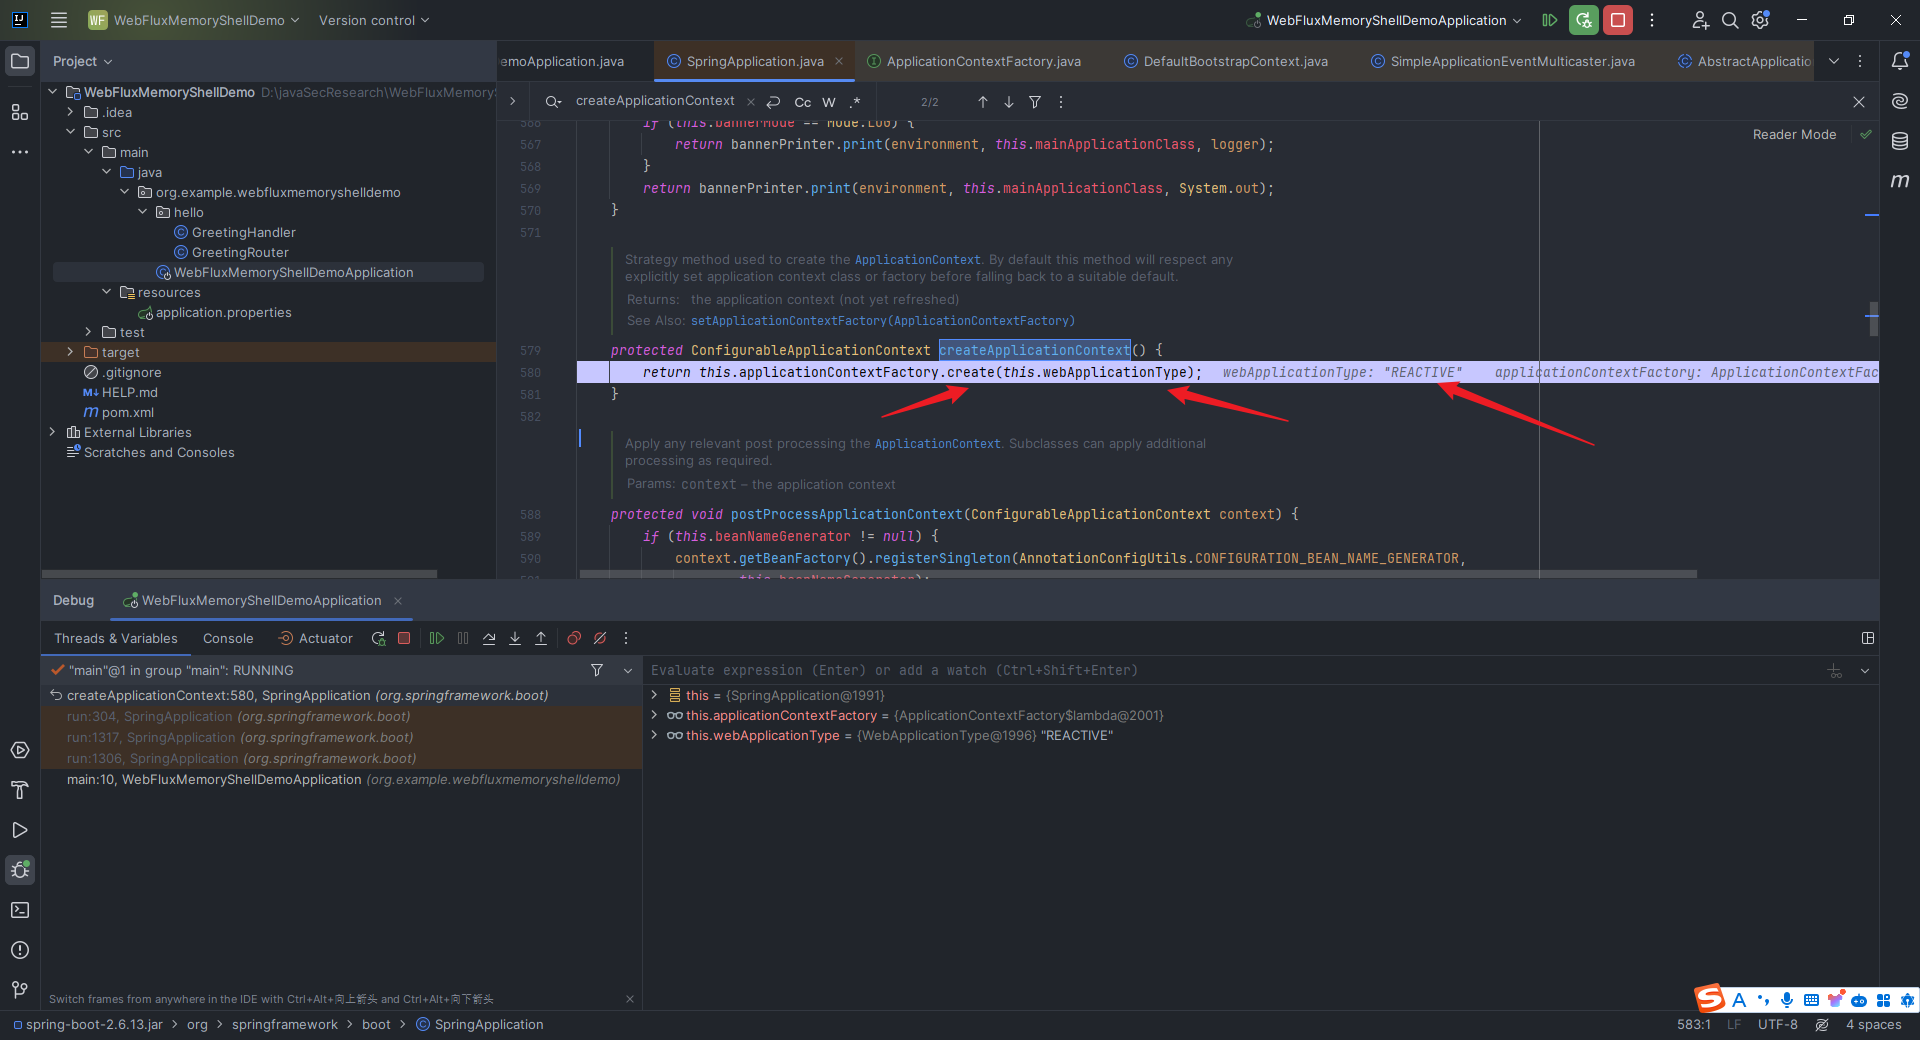 WF WebFluxMemoryShellDemo Version control WebFluxMemoryShellDemoApplication
Project
WebFluxMemoryShellDemo D:\javaSecResearch\WebFluxMemoryS
.idea
src
main
java
org.example.webfluxmemoryshelldemo
hello
GreetingHandler
GreetingRouter
WebFluxMemoryShellDemoApplication
resources
application.properties
test
target
.gitignore
HELP.md
pom.xml
External Libraries
Scratches and Consoles
emoApplication.java SpringApplication.java ApplicationContextFactory.java DefaultBootstrapContext.java SimpleApplicationEventMulticaster.java AbstractApplicatio
createApplicationContext Cc W .* 2/2
Reader Mode
566 if (this.bannerMode == Mode.LOG) {
567 return bannerPrinter.print(environment, this.mainApplicationClass, logger);
568 }
569 return bannerPrinter.print(environment, this.mainApplicationClass, System.out);
570 }
571
Strategy method used to create the ApplicationContext. By default this method will respect any
explicitly set application context class or factory before falling back to a suitable default.
Returns: the application context (not yet refreshed)
See Also: setApplicationContextFactory(ApplicationContextFactory)
579 protected ConfigurableApplicationContext createApplicationContext() {
580 return this.applicationContextFactory.create(this.webApplicationType); webApplicationType: "REACTIVE" applicationContextFactory: ApplicationContextFac
581 }
582
Apply any relevant post processing the ApplicationContext. Subclasses can apply additional
processing as required.
Params: context – the application context
588 protected void postProcessApplicationContext(ConfigurableApplicationContext context) {
589 if (this.beanNameGenerator != null) {
590 context.getBeanFactory().registerSingleton(AnnotationConfigUtils.CONFIGURATION_BEAN_NAME_GENERATOR,
591 this.beanNameGenerator);
Debug WebFluxMemoryShellDemoApplication
Threads & Variables Console Actuator
"main"@1 in group "main": RUNNING
createApplicationContext:580, SpringApplication (org.springframework.boot)
run:304, SpringApplication (org.springframework.boot)
run:1317, SpringApplication (org.springframework.boot)
run:1306, SpringApplication (org.springframework.boot)
main:10, WebFluxMemoryShellDemoApplication (org.example.webfluxmemoryshelldemo)
Evaluate expression (Enter) or add a watch (Ctrl+Shift+Enter)
this = {SpringApplication@1991}
this.applicationContextFactory = {ApplicationContextFactory$lambda@2001}
this.webApplicationType = {WebApplicationType@1996} "REACTIVE"
Switch frames from anywhere in the IDE with Ctrl+Alt+向上箭头 and Ctrl+Alt+向下箭头
spring-boot-2.6.13.jar org springframework boot SpringApplication 583:1 LF UTF-8 4 spaces